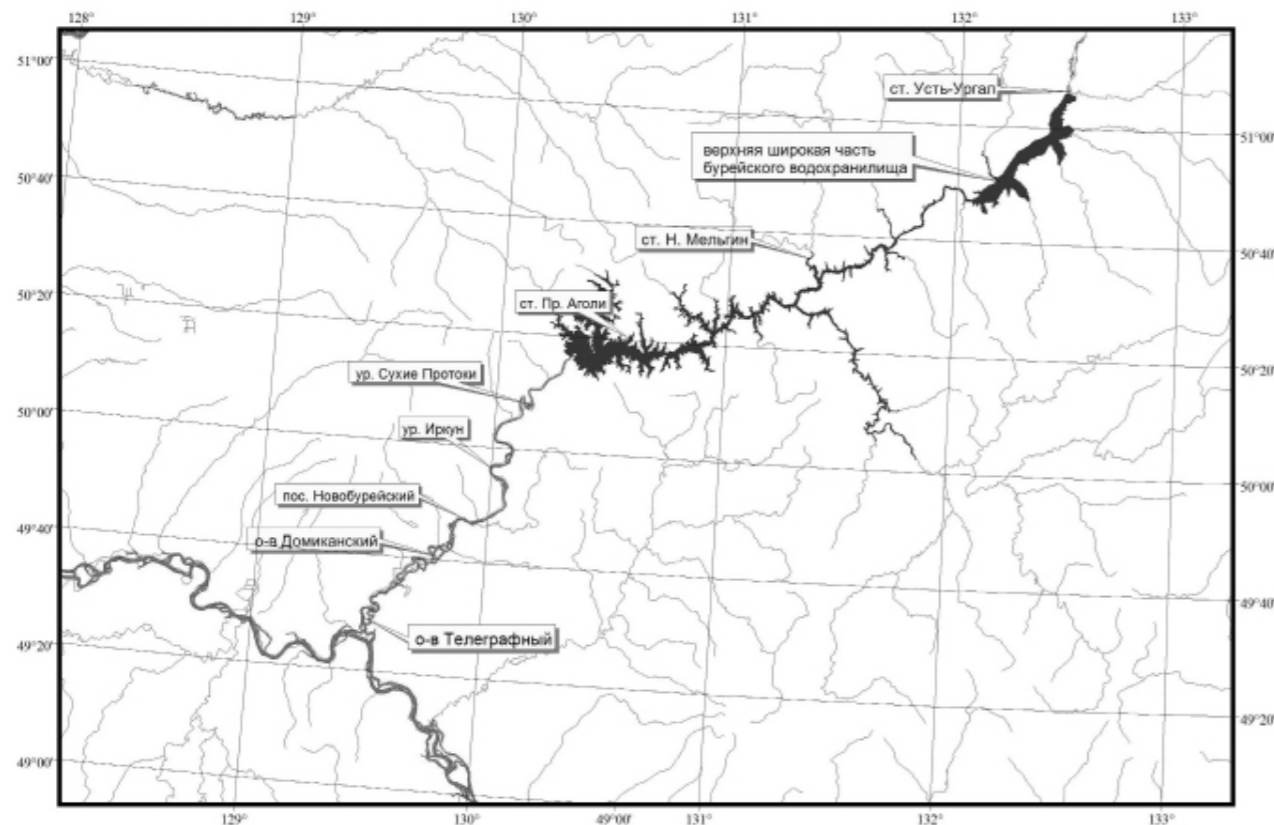 128°
129°
130°
131°
132°
133°
51°00'
ст. Усть-Ургал
51°00'
верхняя широкая часть
бурейского водохранилища
50°40'
ст. Н. Мельгин
50°40'
50°20'
ст. Пр. Аголи
50°20'
ур. Сухие Протоки
50°00'
ур. Иркун
50°00'
пос. Новобурейский
49°40'
о-ва Домиканский
49°40'
о-в Телеграфный
49°20'
49°20'
49°00'
129°
130°
49°00'
131°
132°
133°